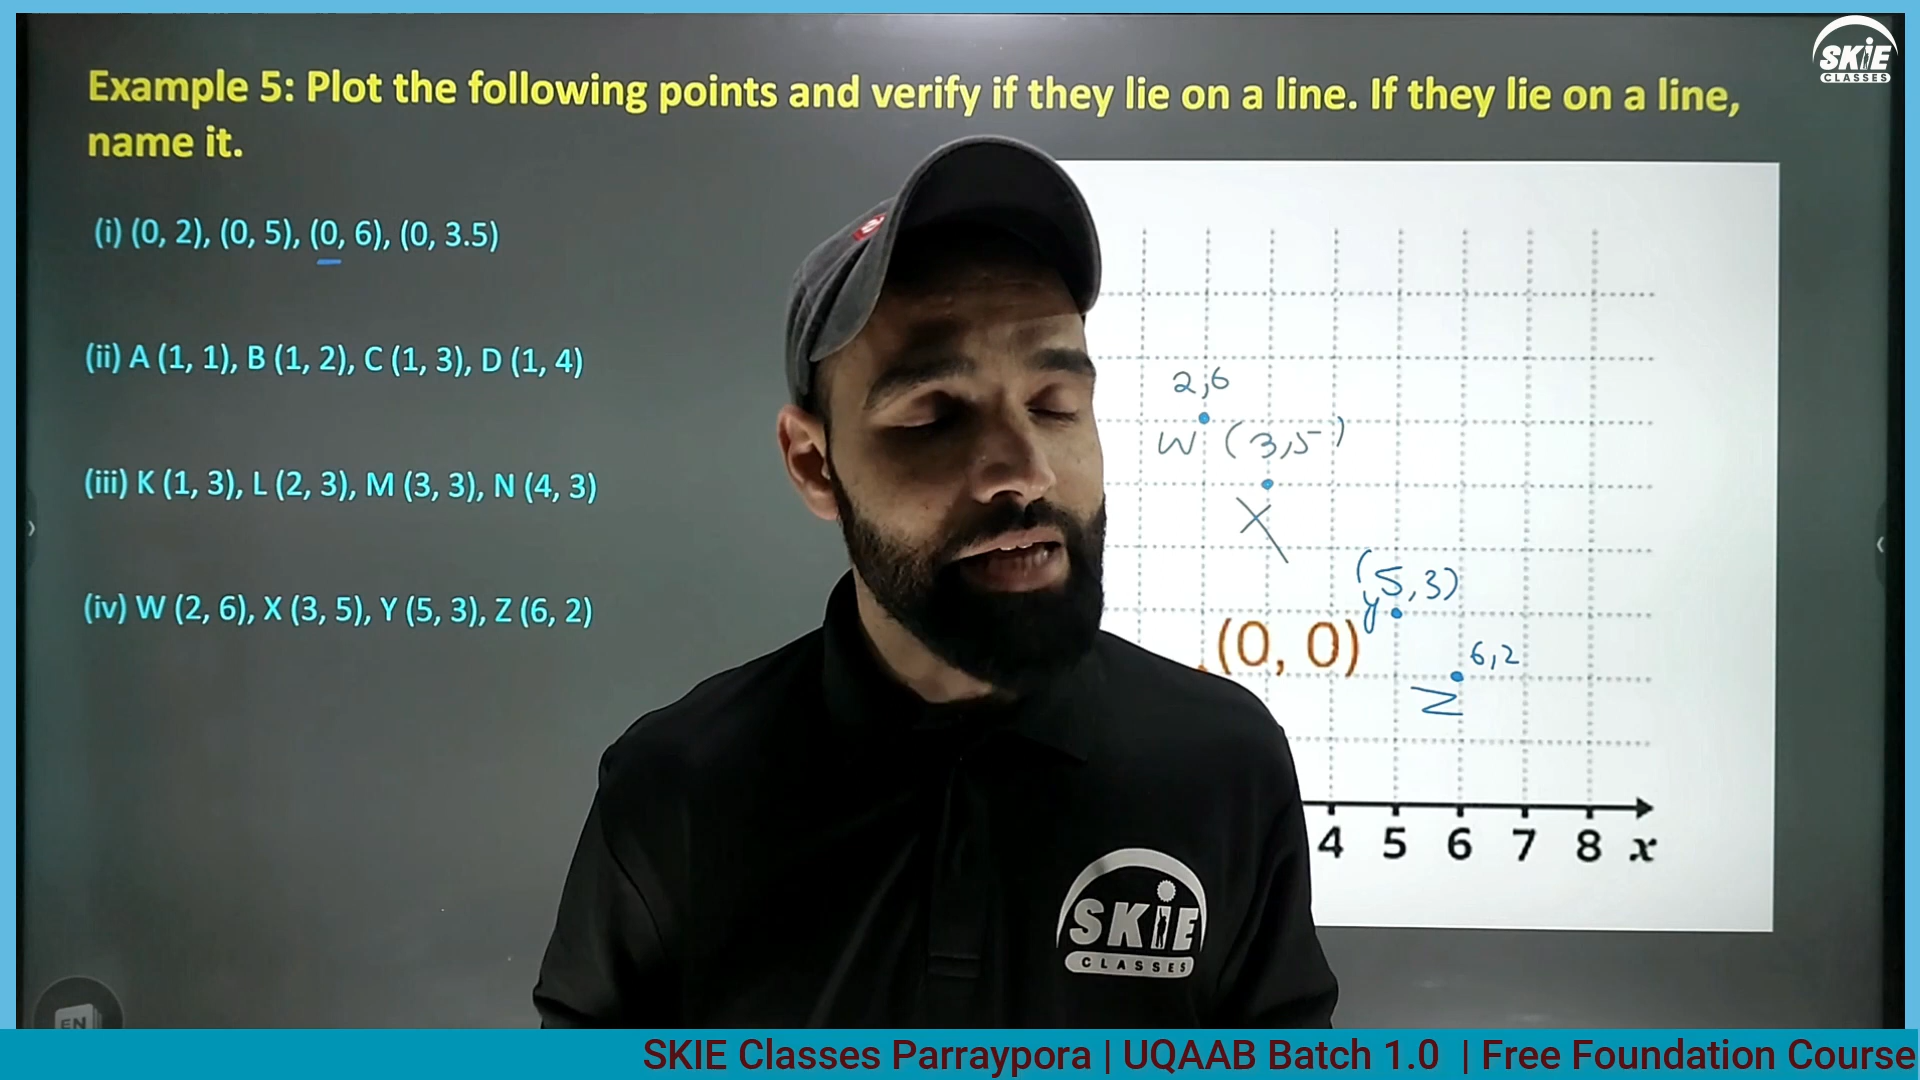 SKiE
CLASSES
Example 5: Plot the following points and verify if they lie on a line. If they lie on a line,
name it.
(i) (0, 2), (0, 5), (0, 6), (0, 3.5)
(ii) A (1, 1), B (1, 2), C (1, 3), D (1, 4)
(iii) K (1, 3), L (2, 3), M (3, 3), N (4, 3)
(iv) W (2, 6), X (3, 5), Y (5, 3), Z (6, 2)
2,6
W (3,5)
X
(5,3)
y
(0, 0)
6,2
Z
4 5 6 7 8 x
SKiE
CLASSES
EN
SKIE Classes Parraypora | UQAAB Batch 1.0 | Free Foundation Course